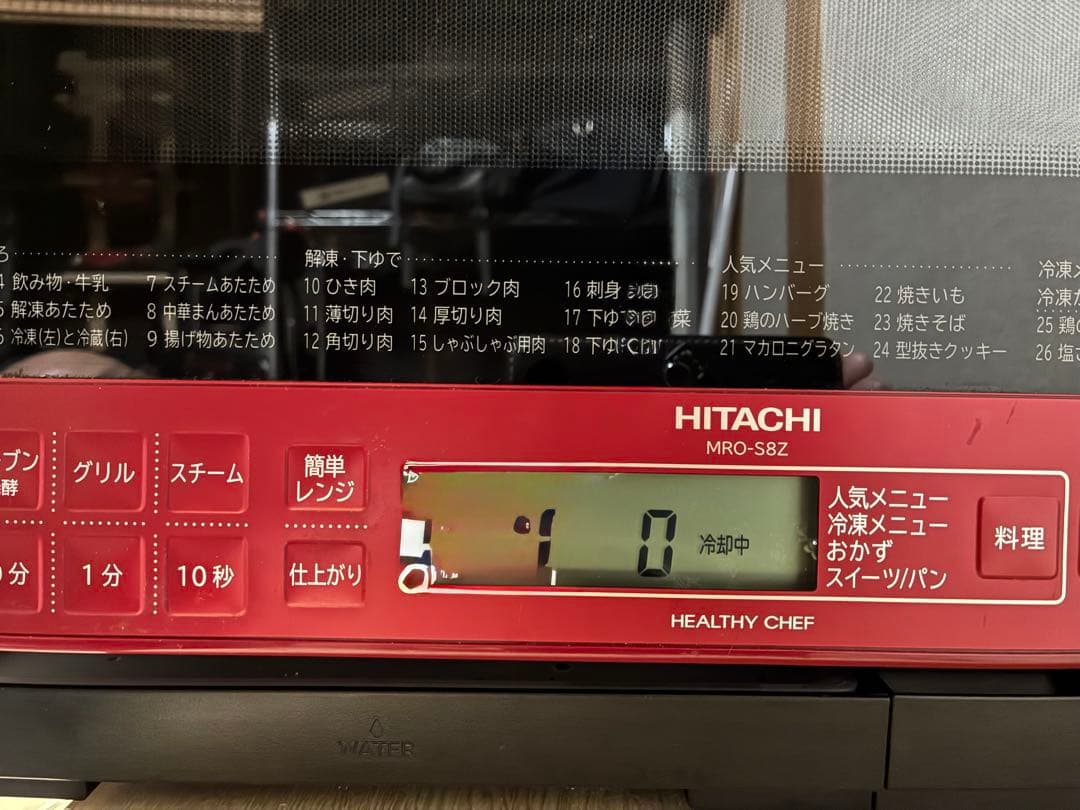 解凍・下ゆで
飲み物・牛乳
7 スチームあたため
10 ひき肉
13 ブロック肉
16 刺身
解凍あたため
8 中華まんあたため
11 薄切り肉
14 厚切り肉
17 下ゆで 菜
冷凍(左)と冷蔵(右)
9 揚げ物あたため
12 角切り肉
15 しゃぶしゃぶ用肉
18 下ゆ
人気メニュー
19 ハンバーグ
22 焼きいも
20 鶏のハーブ焼き
23 焼きそば
21 マカロニグラタン
24 型抜きクッキー
冷凍
冷凍
25 鶏
26 塩
HITACHI
MRO-S8Z
グリル
スチーム
簡単
レンジ
1分
10秒
仕上がり
1 0 冷却中
人気メニュー
冷凍メニュー
おかず
スイーツ/パン
料理
HEALTHY CHEF
WATER